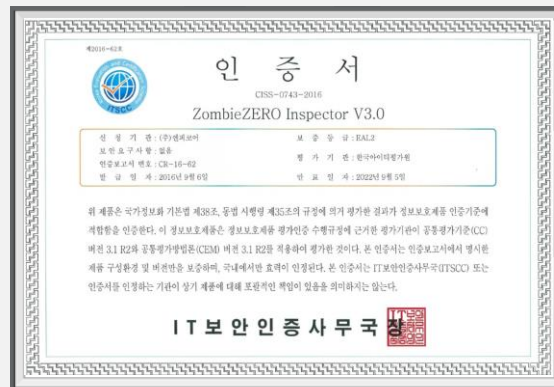 제2016-62호
ITSCC
인 증 서
CISS-0743-2016
ZombieZERO Inspector V3.0
신 청 기 관 : (주)엔피코어
보 증 등 급 : EAL2
보안요구사항 : 없음
평 가 기 관 : 한국아이티평가원
인증보고서 번호 : CR-16-62
발 급 일 자 : 2016년 9월 6일
만 료 일 자 : 2022년 9월 5일
위 제품은 국가정보화 기본법 제38조, 동법 시행령 제35조의 규정에 의거 평가한 결과가 정보보호제품 인증기준에
적합함을 인증한다. 이 정보보호제품은 정보보호제품 평가인증 수행규정에 근거한 평가기관이 공통평가기준(CC)
버전 3.1 R2와 공통평가방법론(CEM) 버전 3.1 R2를 적용하여 평가한 것이다. 본 인증서는 인증보고서에서 명시한
제품 구성환경 및 버전만을 보증하며, 국내에서만 효력이 인정된다. 본 인증서는 IT보안인증사무국(ITSCC) 또는
인증서를 인정하는 기관이 상기 제품에 대해 포괄적인 책임이 있음을 의미하지는 않는다.
IT보안인증사무국장